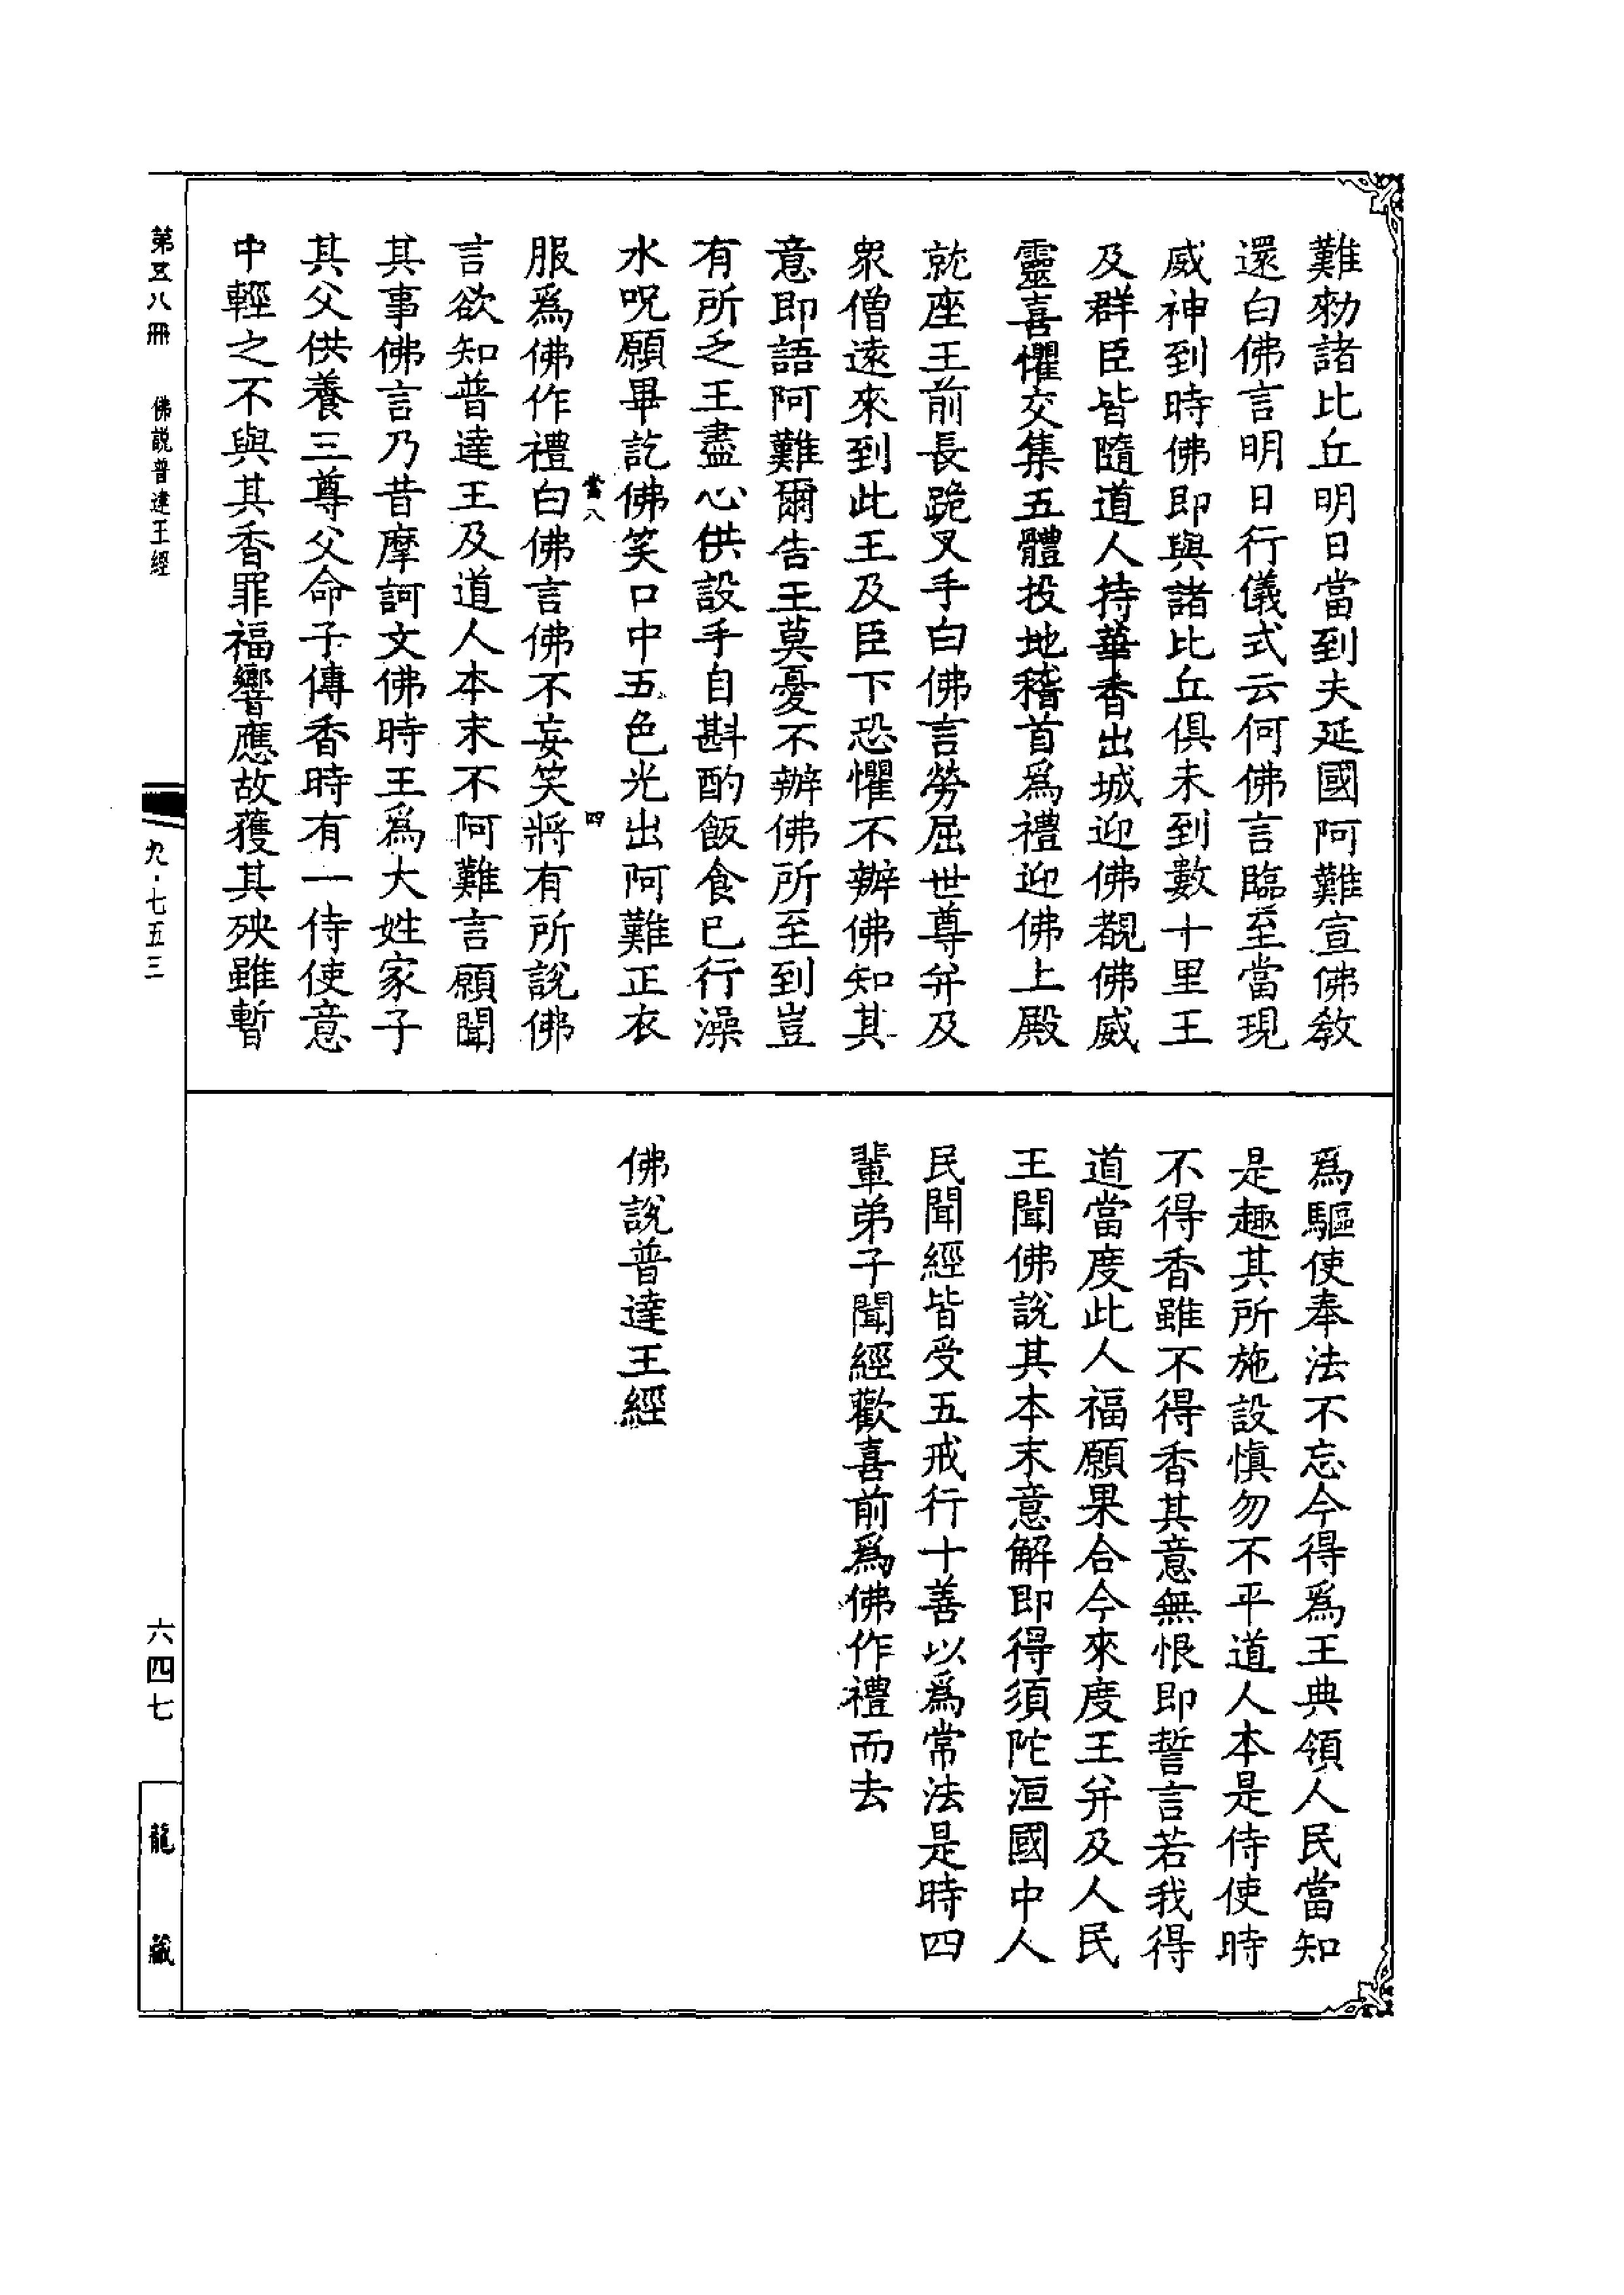 難勑諸比丘明日當到夫延國阿難宣佛敎
還白佛言明日行儀式云何佛言臨至當現
威神到時佛即與諸比丘俱未到數十里王
及群臣皆隨道人持華香出城迎佛覩佛威
靈喜懼交集五體投地稽首爲禮迎佛上殿
就座王前長跪叉手白佛言勞屈世尊幷及
衆僧遠來到此王及臣下恐懼不辦佛知其
意即語阿難爾告王莫憂不辦佛所至到豈
有所乏王盡心供設手自斟酌飯食已行澡
水呪願畢訖佛笑口中五色光出阿難正衣
當八 四
服爲佛作禮白佛言佛不妄笑將有所說佛
言欲知普達王及道人本末不阿難言願聞
其事佛言乃昔摩訶文佛時王爲大姓家子
其父供養三尊父命子傳香時有一侍使意
中輕之不與其香罪福響應故獲其殃雖暫
爲驅使奉法不忘今得爲王典領人民當知
是趣其所施設愼勿不平道人本是侍使時
不得香雖不得香其意無恨即誓言若我得
道當度此人福願果合今來度王幷及人民
王聞佛說其本末意解即得須陀洹國中人
民聞經皆受五戒行十善以爲常法是時四
輩弟子聞經歡喜前爲佛作禮而去
佛說普達王經
第五八冊 佛説普達王經
九·七五三
六四七
龍藏